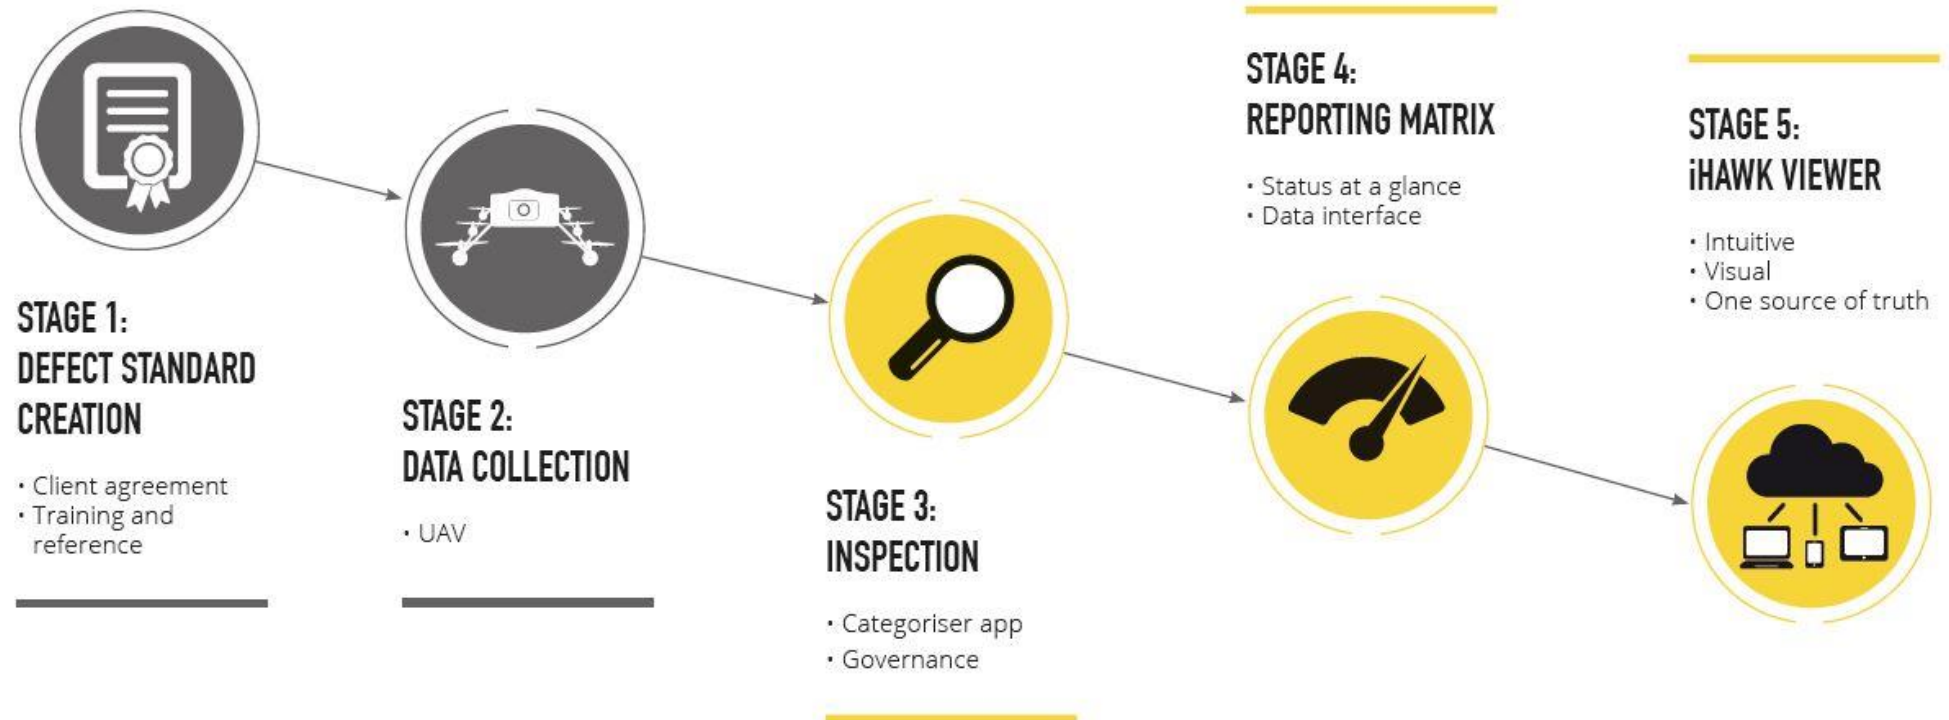 STAGE 1:
DEFECT STANDARD
CREATION
• Client agreement
• Training and
reference
STAGE 2:
DATA COLLECTION
• UAV
STAGE 3:
INSPECTION
• Categoriser app
• Governance
STAGE 4:
REPORTING MATRIX
• Status at a glance
• Data interface
STAGE 5:
iHAWK VIEWER
• Intuitive
• Visual
• One source of truth